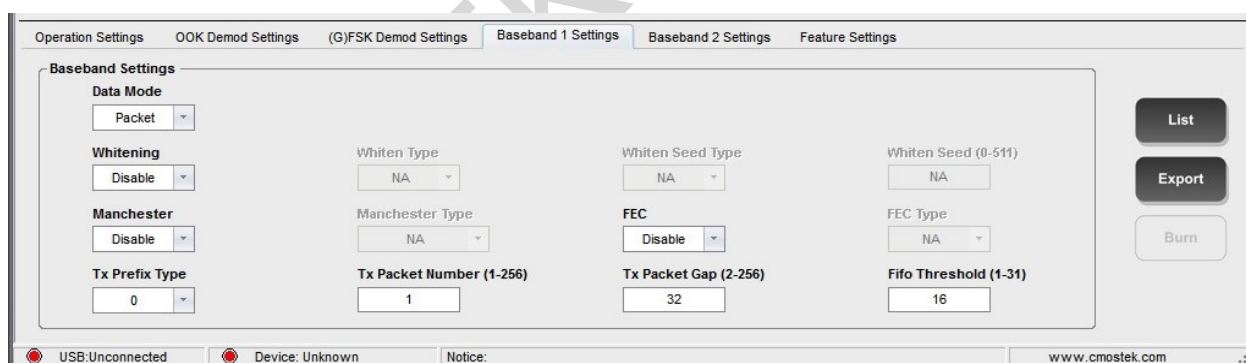 Operation Settings OOK Demod Settings (G)FSK Demod Settings Baseband 1 Settings Baseband 2 Settings Feature Settings
Baseband Settings
Data Mode
Packet
List
Whitening Whiten Type Whiten Seed Type Whiten Seed (0-511)
Disable NA NA NA
Export
Manchester Manchester Type FEC FEC Type
Disable NA Disable NA
Burn
Tx Prefix Type Tx Packet Number (1-256) Tx Packet Gap (2-256) Fifo Threshold (1-31)
0 1 32 16
USB:Unconnected Device: Unknown Notice: www.cmostek.com